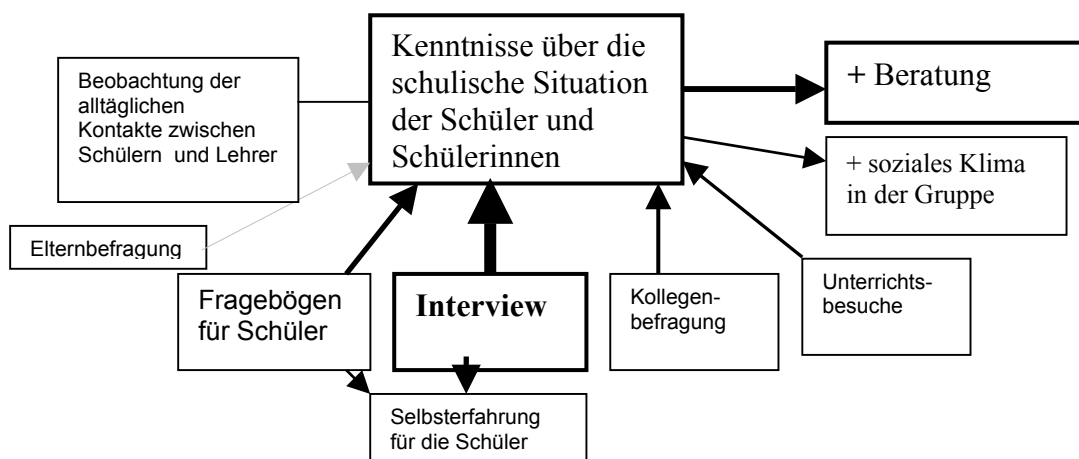 Kenntnisse über die
schulische Situation
der Schüler und
Schülerinnen
Beobachtung der
alltäglichen
Kontakte zwischen
Schülern und Lehrer
+ Beratung
+ soziales Klima
in der Gruppe
Elternbefragung
Fragebögen
für Schüler
Interview
Kollegen-
befragung
Unterrichts-
besuche
Selbsterfahrung
für die Schüler